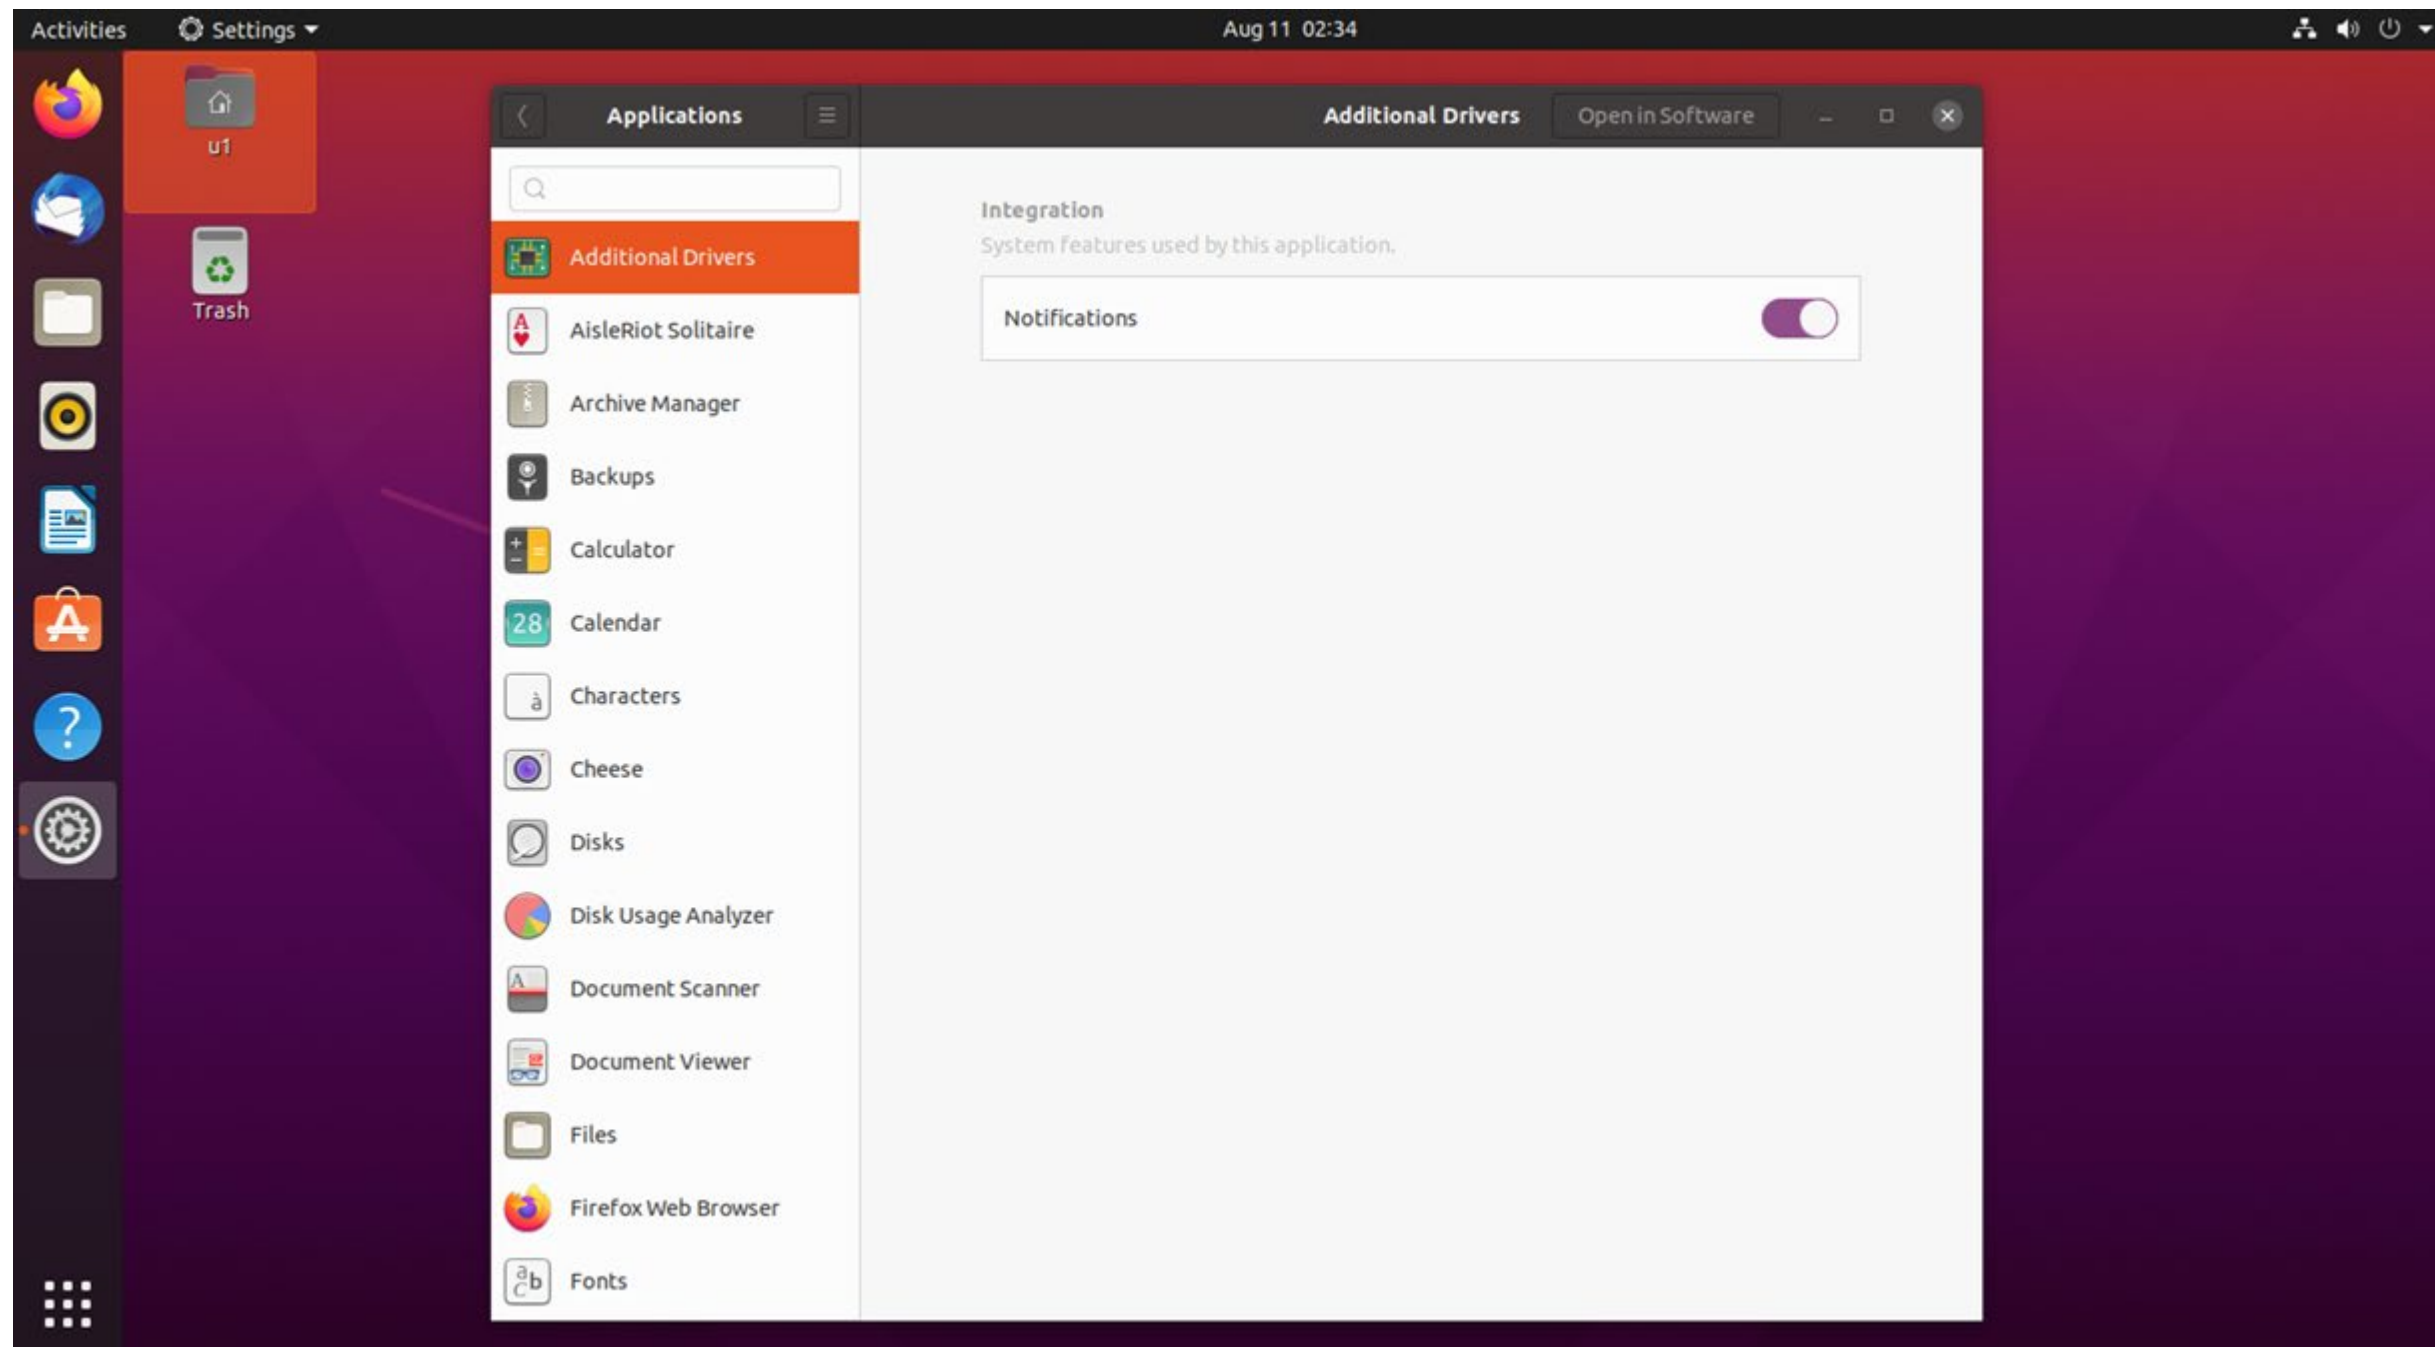 Activities
Settings
Aug 11 02:34
u1
Trash
Applications
Additional Drivers
Open in Software
Additional Drivers
AisleRiot Solitaire
Archive Manager
Backups
Calculator
28
Calendar
à
Characters
Cheese
Disks
Disk Usage Analyzer
A
Document Scanner
Document Viewer
Files
Firefox Web Browser
a
cb
Fonts
Integration
System features used by this application.
Notifications